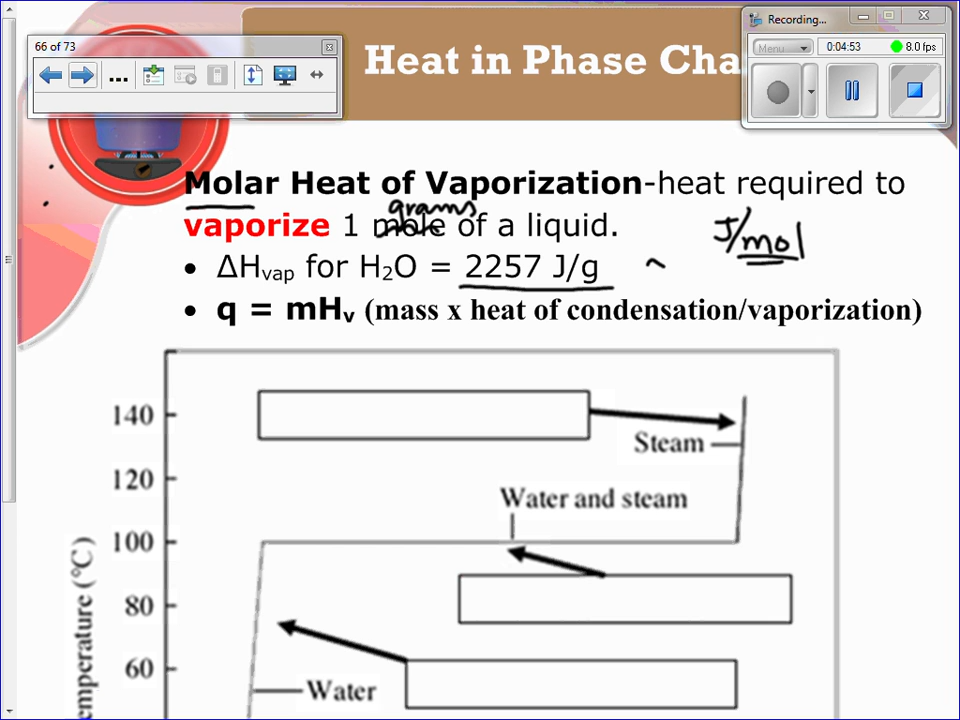 66 of 73
Heat in Phase Cha
Recording...
Menu
0:04:53
8.0 fps
Molar Heat of Vaporization-heat required to
grams
vaporize 1 mole of a liquid.
J/mol
• ΔHvap for H2O = 2257 J/g
• q = mHv (mass x heat of condensation/vaporization)
140
Steam
120
Water and steam
100
80
60
Water
emperature (°C)